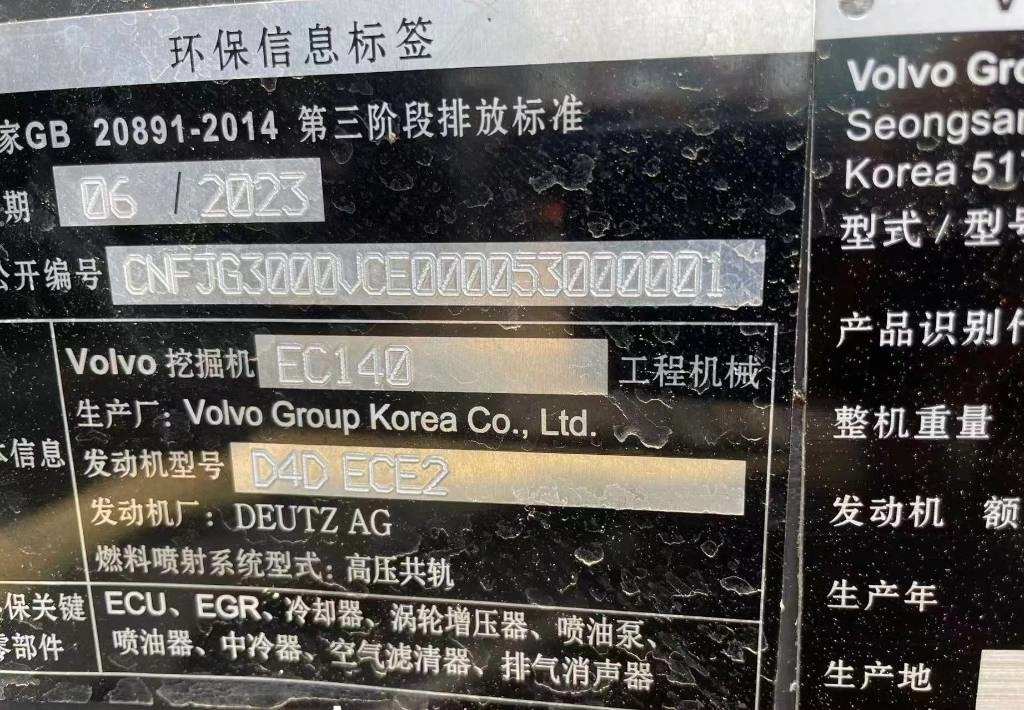 环保信息标签
家GB 20891-2014 第三阶段排放标准
期 06 / 2023
公开编号 CNFJG3000VCE000053000001
Volvo 挖掘机 EC140 工程机械
生产厂: Volvo Group Korea Co., Ltd.
信息
发动机型号 D4D ECE2
发动机厂: DEUTZ AG
燃料喷射系统型式: 高压共轨
保关键
零部件
ECU、EGR、冷却器、涡轮增压器、喷油泵、
喷油器、中冷器、空气滤清器、排气消声器
Volvo Gro
Seongsan
Korea 51
型式 / 型号
产品识别代
整机重量
发动机 额
生产年
生产地